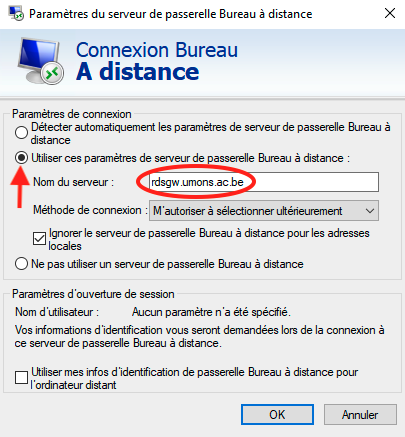 Paramètres du serveur de passerelle Bureau à distance
Connexion Bureau
A distance
Paramètres de connexion
Détecter automatiquement les paramètres de serveur de passerelle Bureau à
distance
Utiliser ces paramètres de serveur de passerelle Bureau à distance :
Nom du serveur : rdsgw.umons.ac.be
Méthode de connexion : M'autoriser à sélectionner ultérieurement
Ignorer le serveur de passerelle Bureau à distance pour les adresses
locales
Ne pas utiliser un serveur de passerelle Bureau à distance
Paramètres d'ouverture de session
Nom d'utilisateur : Aucun paramètre n'a été spécifié.
Vos informations d'identification vous seront demandées lors de la connexion à
ce serveur de passerelle Bureau à distance.
Utiliser mes infos d'identification de passerelle Bureau à distance pour
l'ordinateur distant
OK Annuler